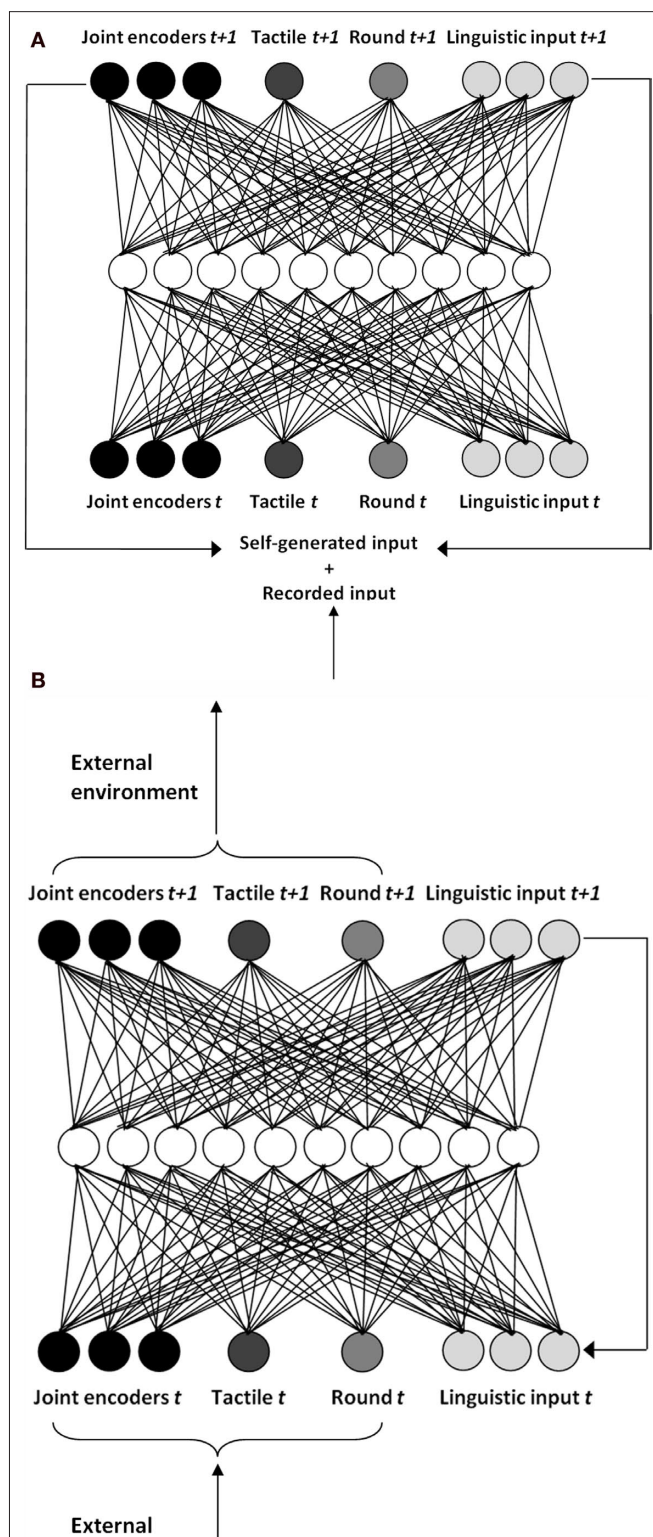 A
Joint encoders t+1 Tactile t+1 Round t+1 Linguistic input t+1
Joint encoders t Tactile t Round t Linguistic input t
Self-generated input
+
Recorded input
B
External
environment
Joint encoders t+1 Tactile t+1 Round t+1 Linguistic input t+1
Joint encoders t Tactile t Round t Linguistic input t
External